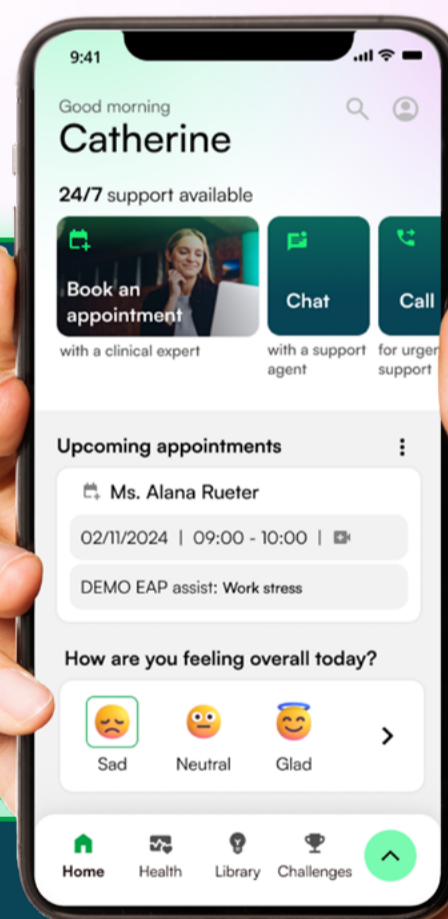 9:41
Good morning
Catherine
24/7 support available
Book an
appointment
Chat
Call
with a clinical expert
with a support
agent
for
support
Upcoming appointments
Ms. Alana Rueter
02/11/2024 | 09:00 - 10:00 |
DEMO EAP assist: Work stress
How are you feeling overall today?
Sad
Neutral
Glad
Home
Health
Library
Challenges